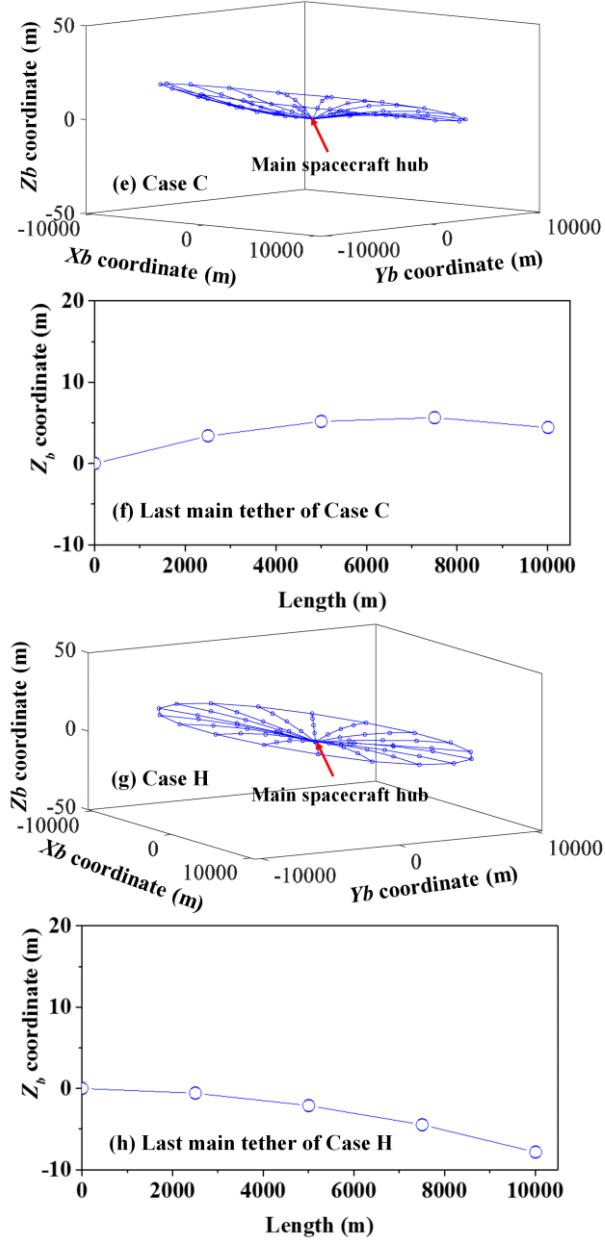 50
Zb coordinate (m)
0
Main spacecraft hub
(e) Case C
-50
-10000
0
10000
Xb coordinate (m)
-10000
0
10000
Yb coordinate (m)
20
10
0
-10
Z_b coordinate (m)
(f) Last main tether of Case C
0 2000 4000 6000 8000 10000
Length (m)
50
Zb coordinate (m)
0
(g) Case H
Main spacecraft hub
-50
-10000
0
10000
Xb coordinate (m)
-10000
0
10000
Yb coordinate (m)
20
10
0
-10
Z_b coordinate (m)
(h) Last main tether of Case H
0 2000 4000 6000 8000 10000
Length (m)